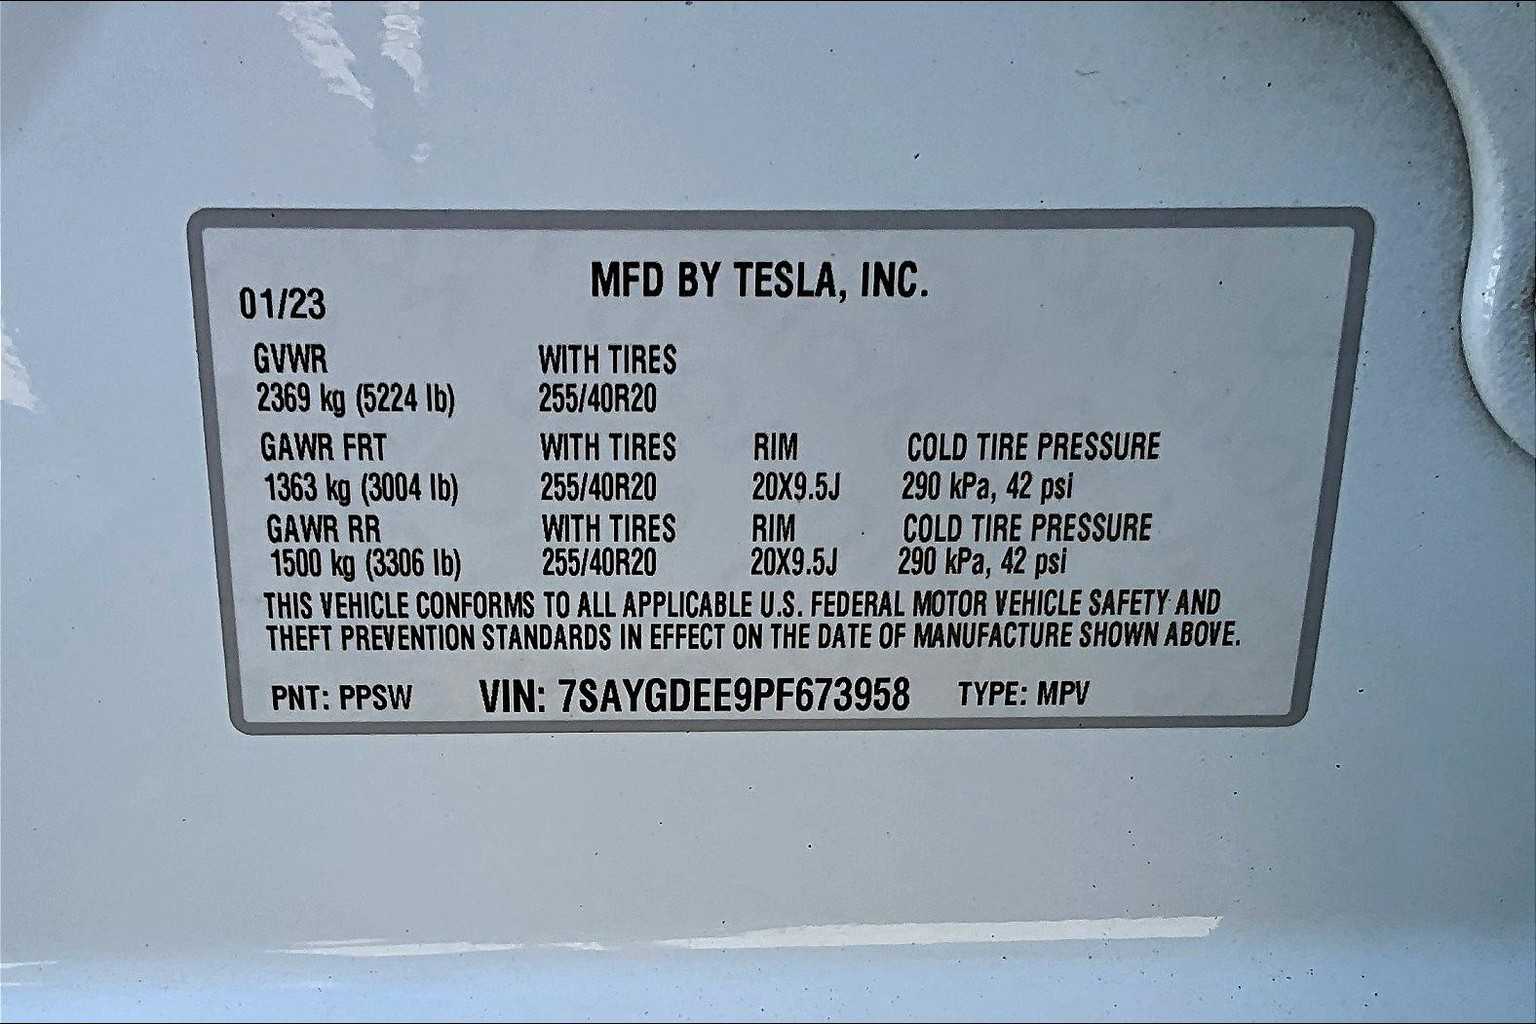 MFD BY TESLA, INC.
01/23
GVWR WITH TIRES
2369 kg (5224 lb) 255/40R20
GAWR FRT WITH TIRES RIM COLD TIRE PRESSURE
1363 kg (3004 lb) 255/40R20 20X9.5J 290 kPa, 42 psi
GAWR RR WITH TIRES RIM COLD TIRE PRESSURE
1500 kg (3306 lb) 255/40R20 20X9.5J 290 kPa, 42 psi
THIS VEHICLE CONFORMS TO ALL APPLICABLE U.S. FEDERAL MOTOR VEHICLE SAFETY AND
THEFT PREVENTION STANDARDS IN EFFECT ON THE DATE OF MANUFACTURE SHOWN ABOVE.
PNT: PPSW VIN: 7SAYGDEE9PF673958 TYPE: MPV